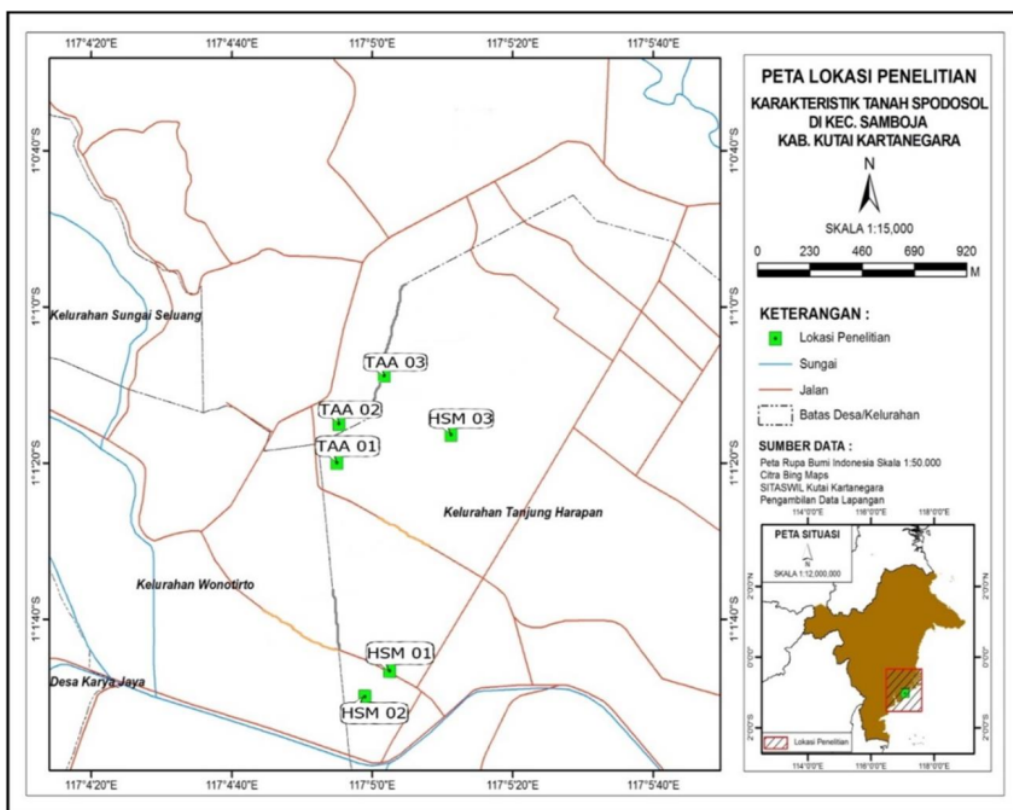 117°4'20"E
117°4'40"E
117°5'0"E
117°5'20"E
117°5'40"E
1°0'40"S
1°1'0"S
1°1'20"S
1°1'40"S
1°0'40"S
1°1'0"S
1°1'20"S
1°1'40"S
Kelurahan Sungai Seluang
TAA 03
TAA 02
HSM 03
TAA 01
Kelurahan Tanjung Harapan
Kelurahan Wonotirto
HSM 01
Desa Karya Jaya
HSM 02
117°4'20"E
117°4'40"E
117°5'0"E
117°5'20"E
117°5'40"E
PETA LOKASI PENELITIAN
KARAKTERISTIK TANAH SPODOSOL
DI KEC. SAMBOJA
KAB. KUTAI KARTANEGARA
N
SKALA 1:15,000
0 230 460 690 920
M
KETERANGAN :
Lokasi Penelitian
Sungai
Jalan
Batas Desa/Kelurahan
SUMBER DATA :
Peta Rupa Bumi Indonesia Skala 1:50.000
Citra Bing Maps
SITASWIL Kutai Kartanegara
Pengambilan Data Lapangan
114°0'0"E 116°0'0"E 118°0'0"E
PETA SITUASI
N
SKALA 1:12,000,000
2°0'0"N
0°0'0"
2°0'0"S
2°0'0"N
0°0'0"
2°0'0"S
Lokasi Penelitian
114°0'0"E 116°0'0"E 118°0'0"E